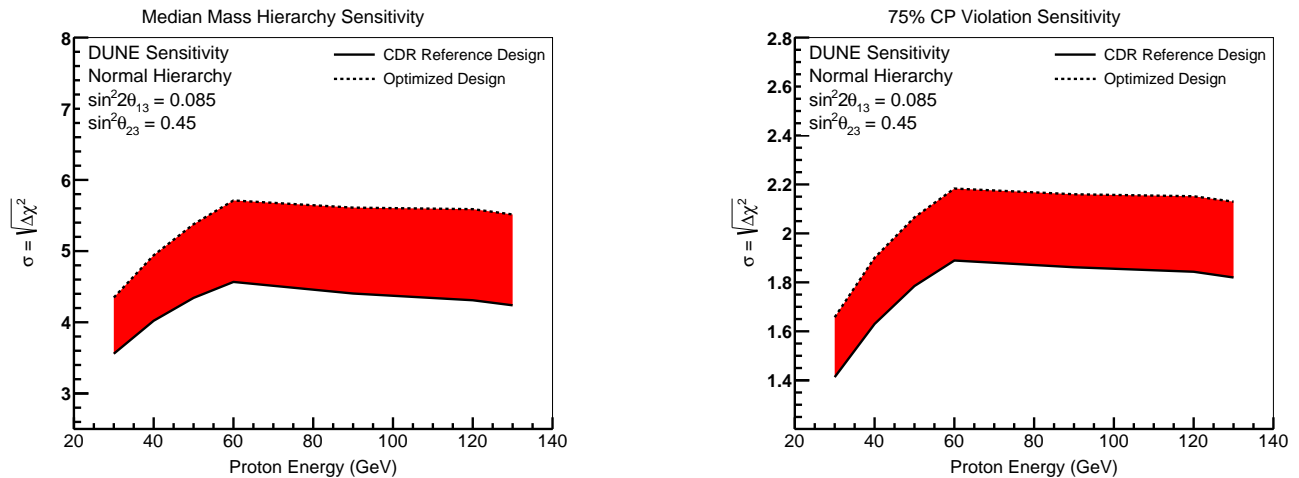 Median Mass Hierarchy Sensitivity
8
7
6
5
4
3
σ = √Δχ²
DUNE Sensitivity
Normal Hierarchy
sin²2θ₁₃ = 0.085
sin²θ₂₃ = 0.45
CDR Reference Design
Optimized Design
20 40 60 80 100 120 140
Proton Energy (GeV)
75% CP Violation Sensitivity
2.8
2.6
2.4
2.2
2
1.8
1.6
1.4
σ = √Δχ²
DUNE Sensitivity
Normal Hierarchy
sin²2θ₁₃ = 0.085
sin²θ₂₃ = 0.45
CDR Reference Design
Optimized Design
20 40 60 80 100 120 140
Proton Energy (GeV)